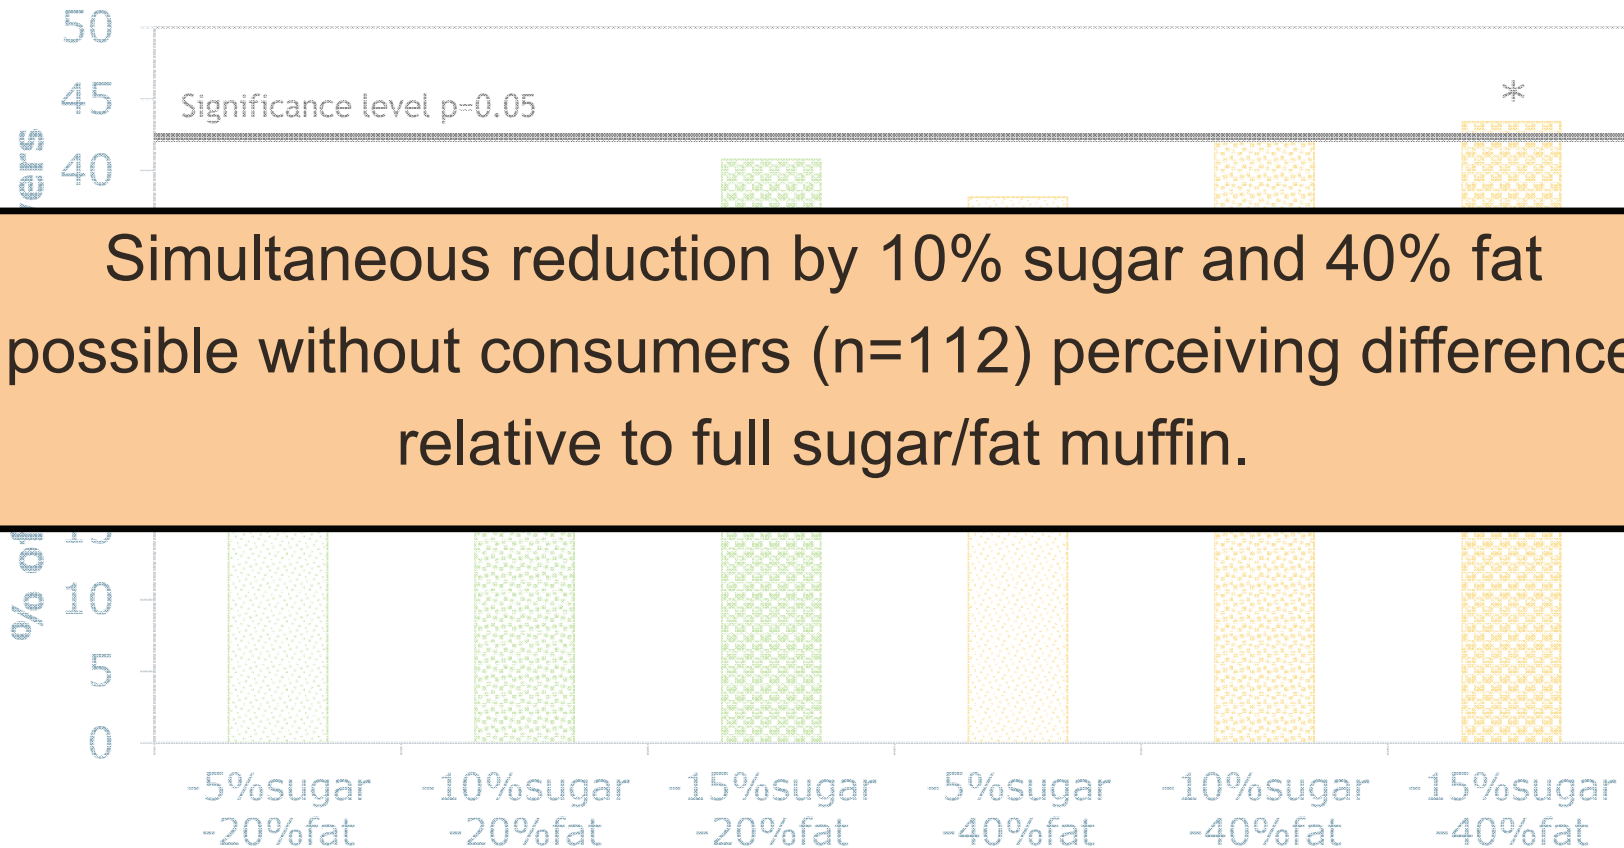 50
45
Significance level p=0.05
*
40
Simultaneous reduction by 10% sugar and 40% fat
possible without consumers (n=112) perceiving difference
relative to full sugar/fat muffin.
10
5
0
%
-5%sugar -10%sugar -15%sugar -5%sugar -10%sugar -15%sugar
-20%fat -20%fat -20%fat -40%fat -40%fat -40%fat